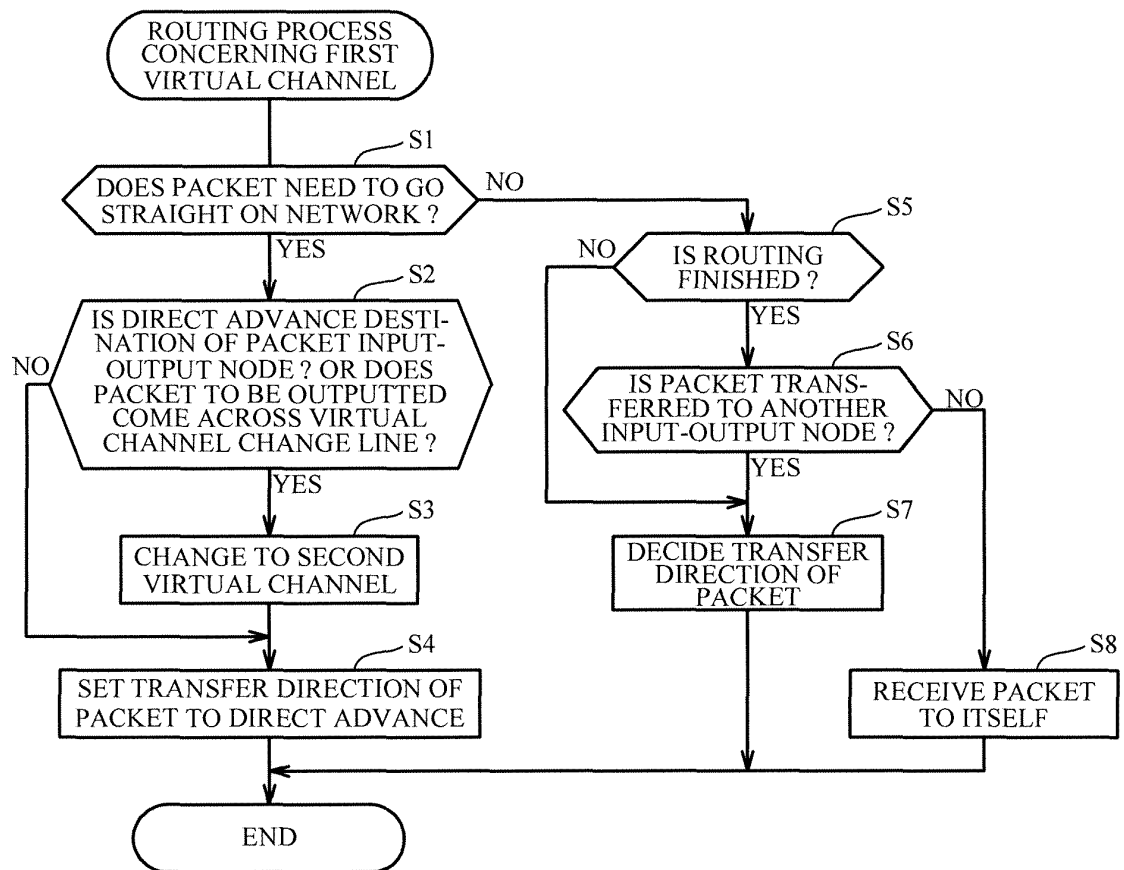 ROUTING PROCESS
CONCERNING FIRST
VIRTUAL CHANNEL
S1
DOES PACKET NEED TO GO
STRAIGHT ON NETWORK ?
NO
YES
S2
IS DIRECT ADVANCE DESTI-
NATION OF PACKET INPUT-
OUTPUT NODE ? OR DOES
PACKET TO BE OUTPUTTED
COME ACROSS VIRTUAL
CHANNEL CHANGE LINE ?
NO
YES
S3
CHANGE TO SECOND
VIRTUAL CHANNEL
S4
SET TRANSFER DIRECTION OF
PACKET TO DIRECT ADVANCE
S5
IS ROUTING
FINISHED ?
NO
YES
S6
IS PACKET TRANS-
FERRED TO ANOTHER
INPUT-OUTPUT NODE ?
NO
YES
S7
DECIDE TRANSFER
DIRECTION OF
PACKET
S8
RECEIVE PACKET
TO ITSELF
END